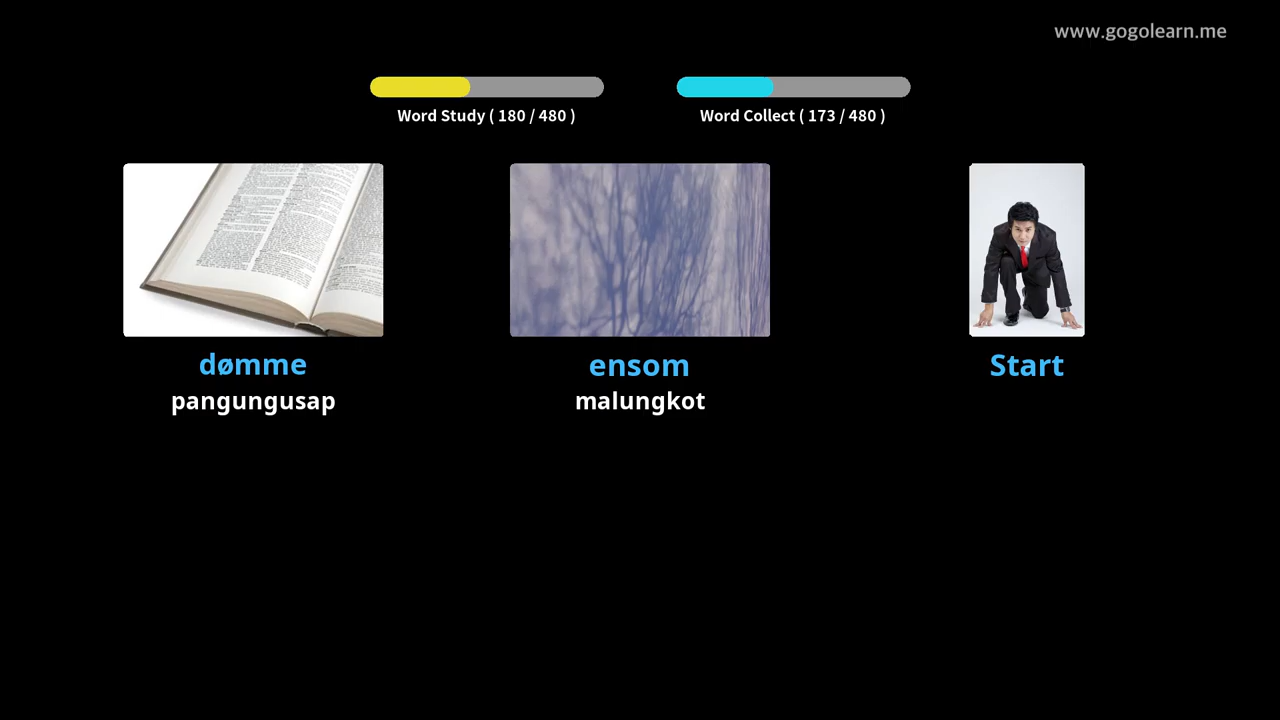 www.gogolearn.me
Word Study ( 180 / 480 )
Word Collect ( 173 / 480 )
dømme
ensom
Start
pangungusap
malungkot